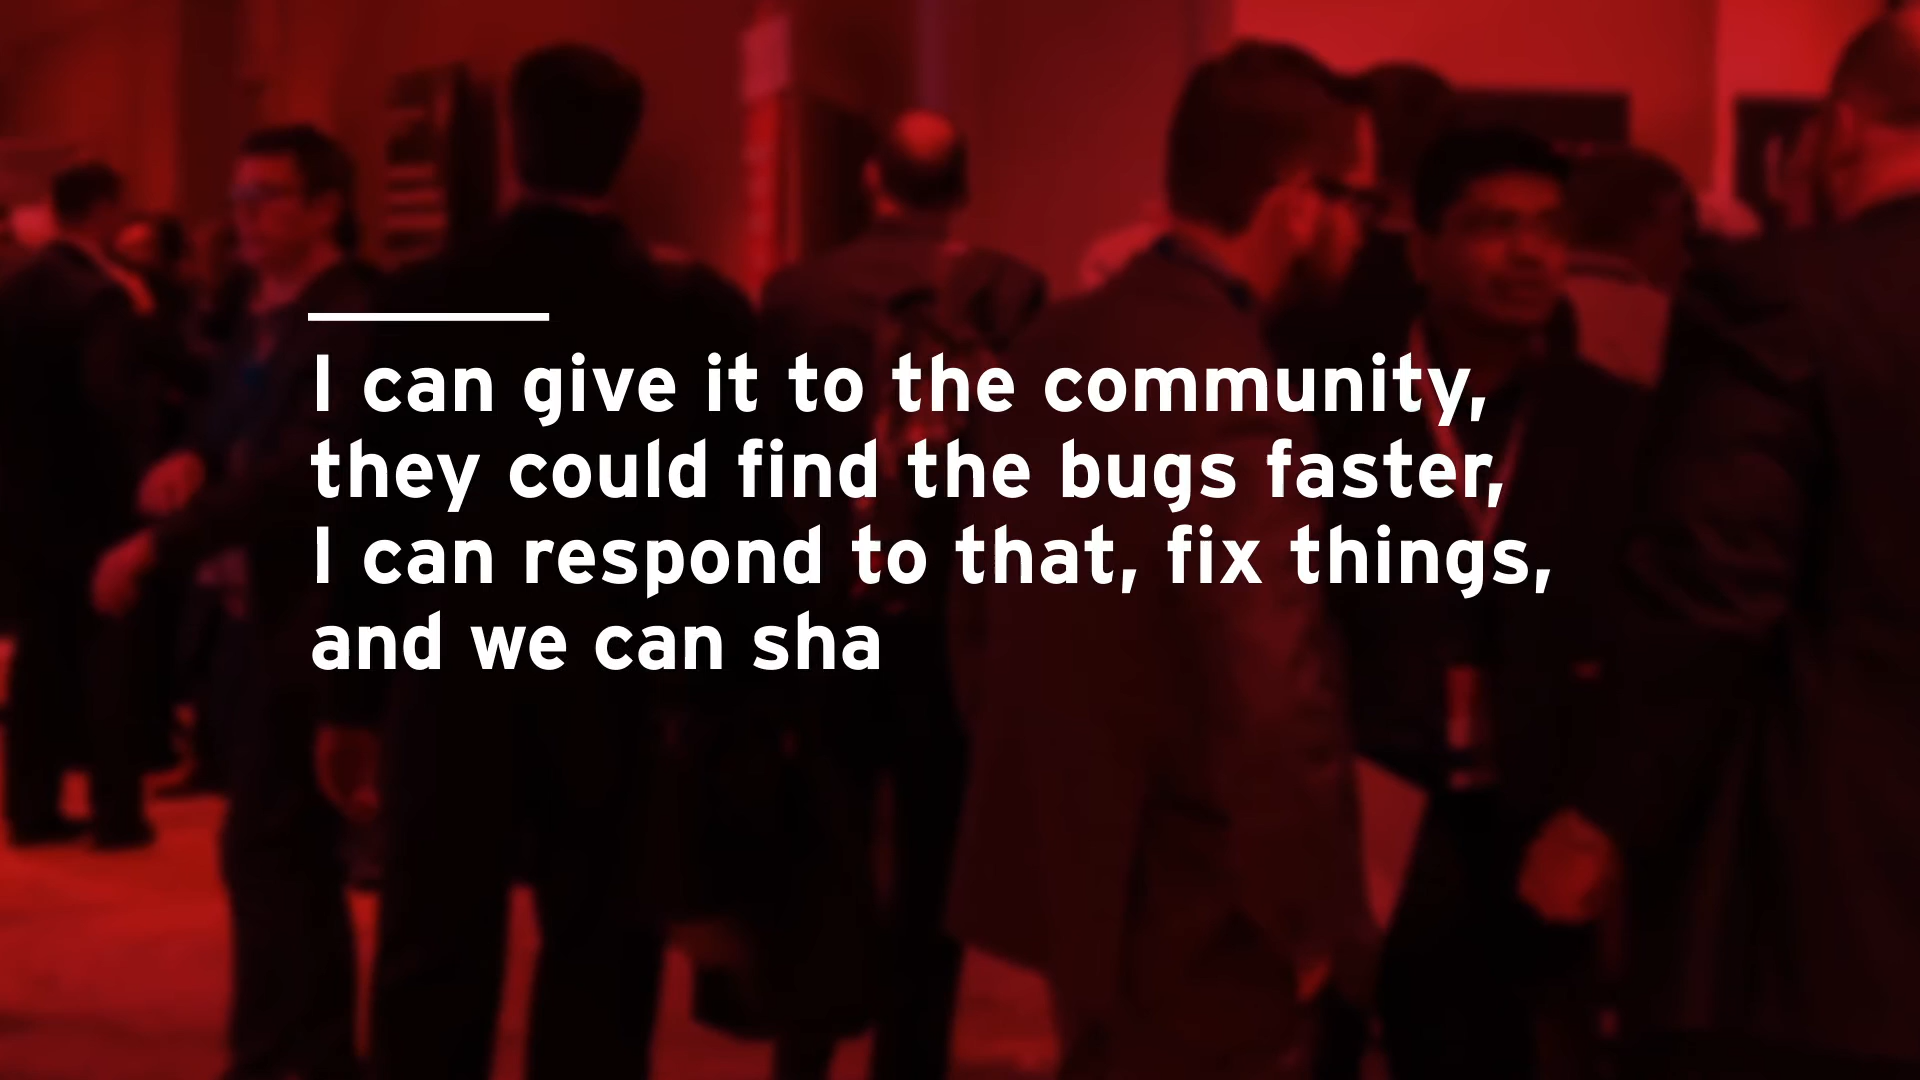 I can give it to the community,
they could find the bugs faster,
I can respond to that, fix things,
and we can sha